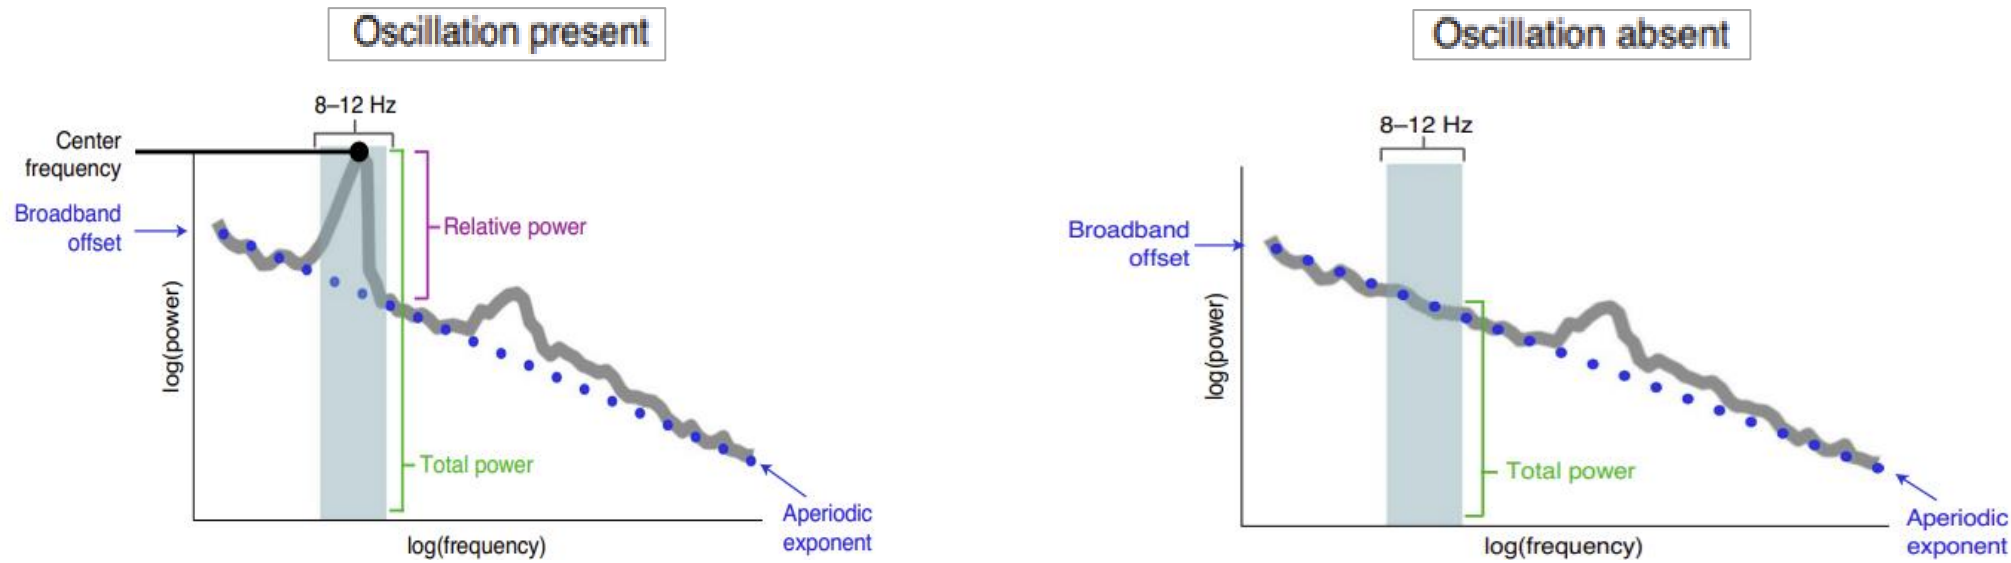 Oscillation present
8–12 Hz
Center
frequency
Broadband
offset
Relative power
log(power)
Total power
Aperiodic
exponent
log(frequency)
Oscillation absent
8–12 Hz
Broadband
offset
log(power)
Total power
Aperiodic
exponent
log(frequency)